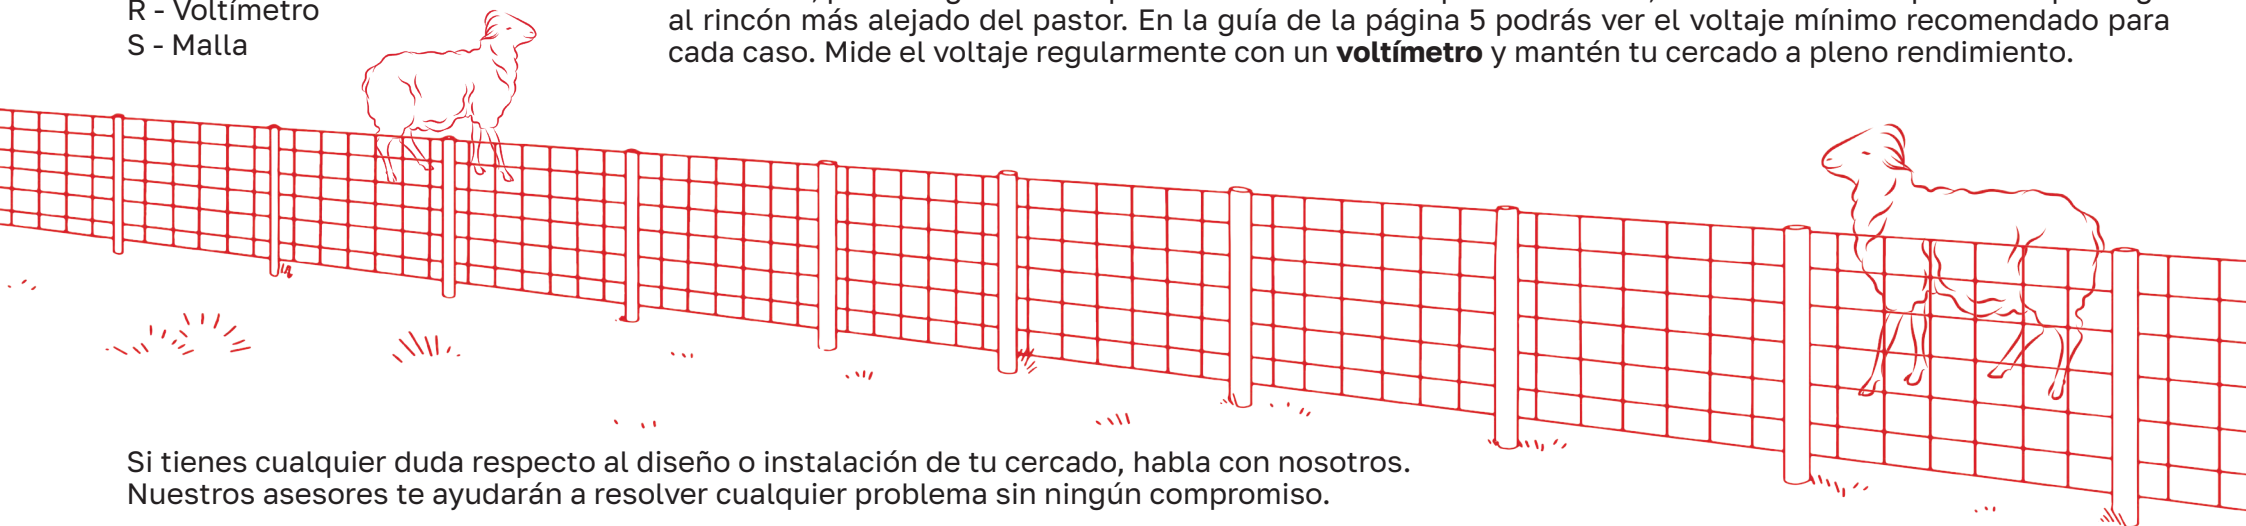 R - Voltímetro
S - Malla
al rincón más alejado del pastor. En la guía de la página 5 podrás ver el voltaje mínimo recomendado para
cada caso. Mide el voltaje regularmente con un voltímetro y mantén tu cercado a pleno rendimiento.
Si tienes cualquier duda respecto al diseño o instalación de tu cercado, habla con nosotros.
Nuestros asesores te ayudarán a resolver cualquier problema sin ningún compromiso.